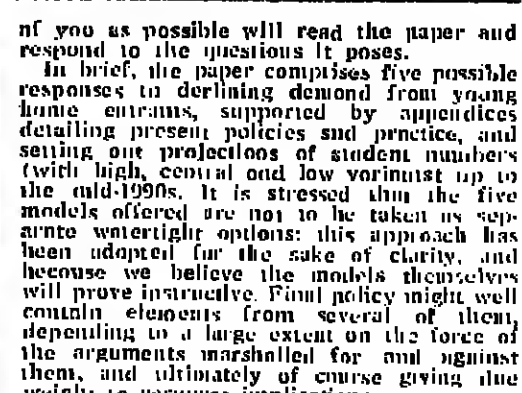 of you as possible will read the paper and
respond to the questions it poses.
In brief, the paper comprises five possible
responses to declining demand from young
home entrants, supported by appendices
detailing present policies and practice, and
setting out projections of student numbers
(with high, central and low variants) up to
the mid-1990s. It is stressed that the five
models offered are not to be taken as sep-
arate watertight options: this approach has
been adopted for the sake of clarity, and
because we believe the models themselves
will prove instructive. Final policy might well
contain elements from several of them,
depending to a large extent on the force of
the arguments marshalled for and against
them, and ultimately of course giving due